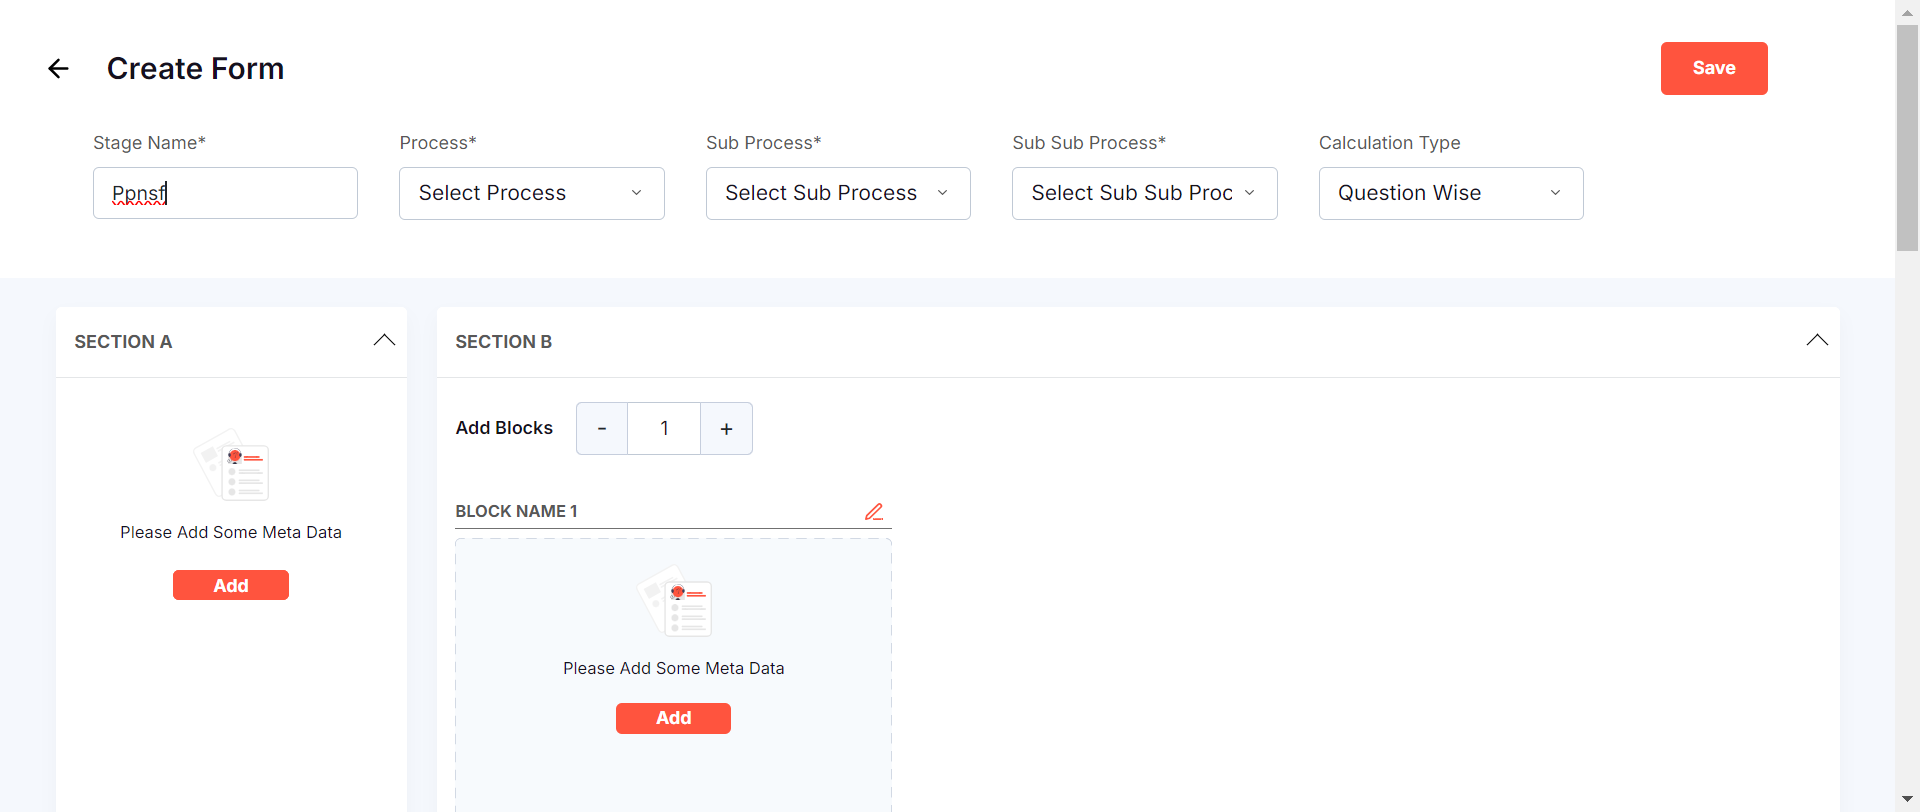 Create Form
Save
Stage Name* Process* Sub Process* Sub Sub Process* Calculation Type
Ppnsf Select Process Select Sub Process Select Sub Sub Proc Question Wise
SECTION A
SECTION B
Add Blocks - 1 +
BLOCK NAME 1
Please Add Some Meta Data
Add
Please Add Some Meta Data
Add